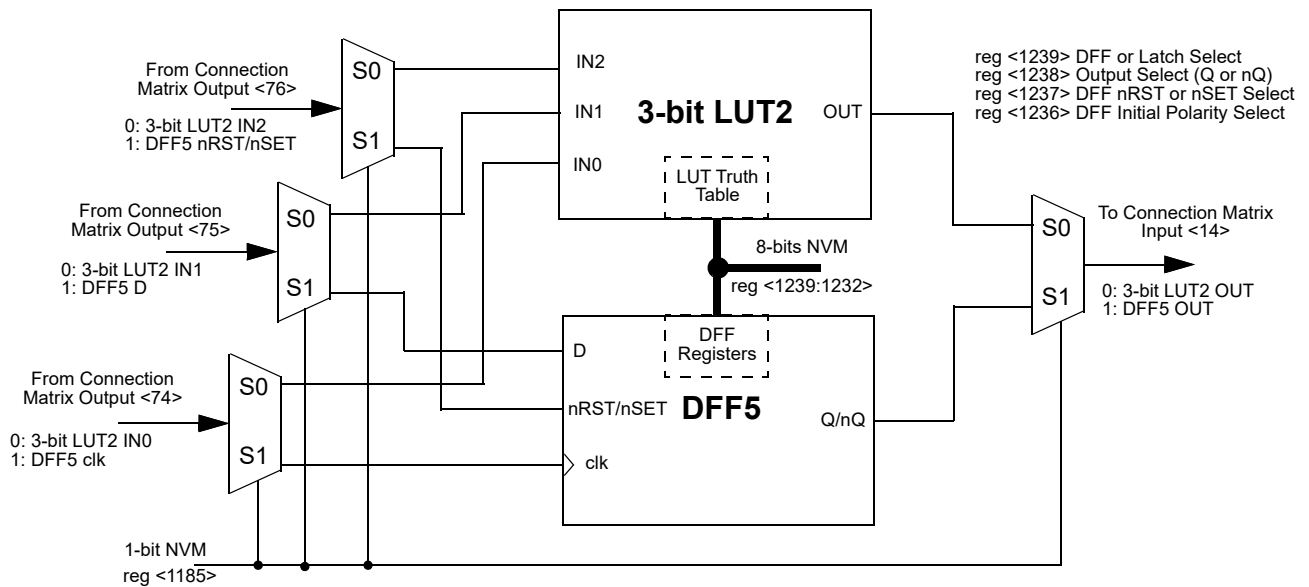 From Connection
Matrix Output <76>
0: 3-bit LUT2 IN2
1: DFF5 nRST/nSET
S0
S1
From Connection
Matrix Output <75>
0: 3-bit LUT2 IN1
1: DFF5 D
S0
S1
From Connection
Matrix Output <74>
0: 3-bit LUT2 IN0
1: DFF5 clk
S0
S1
1-bit NVM
reg <1185>
IN2
IN1
IN0
3-bit LUT2
OUT
LUT Truth
Table
8-bits NVM
reg <1239:1232>
DFF
Registers
D
nRST/nSET
clk
DFF5
Q/nQ
reg <1239> DFF or Latch Select
reg <1238> Output Select (Q or nQ)
reg <1237> DFF nRST or nSET Select
reg <1236> DFF Initial Polarity Select
S0
S1
To Connection Matrix
Input <14>
0: 3-bit LUT2 OUT
1: DFF5 OUT